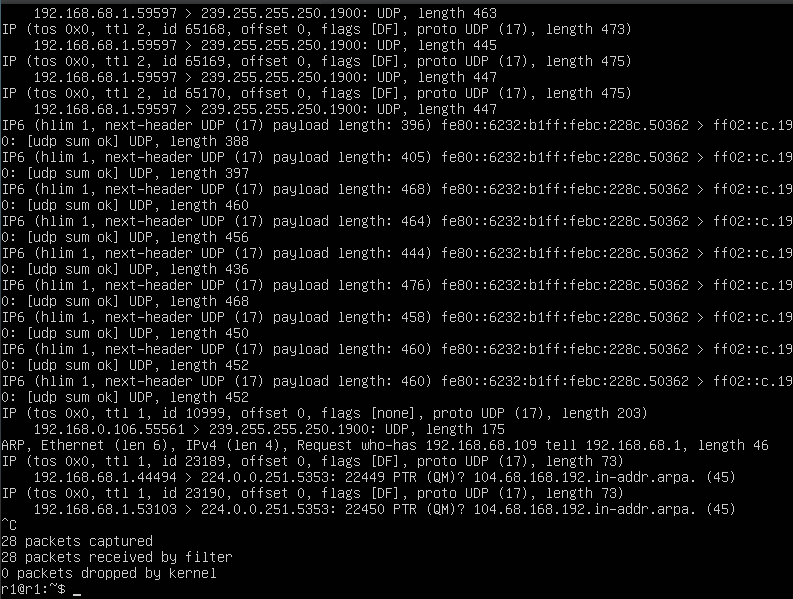 192.168.68.1.59597 > 239.255.255.250.1900: UDP, length 463
IP (tos 0x0, ttl 2, id 65168, offset 0, flags [DF], proto UDP (17), length 473)
    192.168.68.1.59597 > 239.255.255.250.1900: UDP, length 445
IP (tos 0x0, ttl 2, id 65169, offset 0, flags [DF], proto UDP (17), length 475)
    192.168.68.1.59597 > 239.255.255.250.1900: UDP, length 447
IP (tos 0x0, ttl 2, id 65170, offset 0, flags [DF], proto UDP (17), length 475)
    192.168.68.1.59597 > 239.255.255.250.1900: UDP, length 447
IP6 (hlim 1, next-header UDP (17) payload length: 396) fe80::6232:b1ff:febc:228c.50362 > ff02::c.19
0: [udp sum ok] UDP, length 388
IP6 (hlim 1, next-header UDP (17) payload length: 405) fe80::6232:b1ff:febc:228c.50362 > ff02::c.19
0: [udp sum ok] UDP, length 397
IP6 (hlim 1, next-header UDP (17) payload length: 468) fe80::6232:b1ff:febc:228c.50362 > ff02::c.19
0: [udp sum ok] UDP, length 460
IP6 (hlim 1, next-header UDP (17) payload length: 464) fe80::6232:b1ff:febc:228c.50362 > ff02::c.19
0: [udp sum ok] UDP, length 456
IP6 (hlim 1, next-header UDP (17) payload length: 444) fe80::6232:b1ff:febc:228c.50362 > ff02::c.19
0: [udp sum ok] UDP, length 436
IP6 (hlim 1, next-header UDP (17) payload length: 476) fe80::6232:b1ff:febc:228c.50362 > ff02::c.19
0: [udp sum ok] UDP, length 468
IP6 (hlim 1, next-header UDP (17) payload length: 458) fe80::6232:b1ff:febc:228c.50362 > ff02::c.19
0: [udp sum ok] UDP, length 450
IP6 (hlim 1, next-header UDP (17) payload length: 460) fe80::6232:b1ff:febc:228c.50362 > ff02::c.19
0: [udp sum ok] UDP, length 452
IP6 (hlim 1, next-header UDP (17) payload length: 460) fe80::6232:b1ff:febc:228c.50362 > ff02::c.19
0: [udp sum ok] UDP, length 452
IP (tos 0x0, ttl 1, id 10999, offset 0, flags [none], proto UDP (17), length 203)
    192.168.0.106.55561 > 239.255.255.250.1900: UDP, length 175
ARP, Ethernet (len 6), IPv4 (len 4), Request who-has 192.168.68.109 tell 192.168.68.1, length 46
IP (tos 0x0, ttl 1, id 23189, offset 0, flags [DF], proto UDP (17), length 73)
    192.168.68.1.44494 > 224.0.0.251.5353: 22449 PTR (QM)? 104.68.168.192.in-addr.arpa. (45)
IP (tos 0x0, ttl 1, id 23190, offset 0, flags [DF], proto UDP (17), length 73)
    192.168.68.1.53103 > 224.0.0.251.5353: 22450 PTR (QM)? 104.68.168.192.in-addr.arpa. (45)
^C
28 packets captured
28 packets received by filter
0 packets dropped by kernel
r1@r1:~$ _